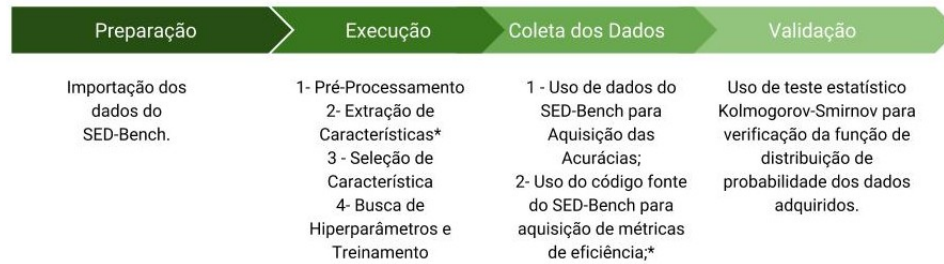 Preparação
Execução
Coleta dos Dados
Validação
Importação dos
dados do
SED-Bench.
1- Pré-Processamento
2- Extração de
Características*
3 - Seleção de
Característica
4- Busca de
Hiperparâmetros e
Treinamento
1 - Uso de dados do
SED-Bench para
Aquisição das
Acurácias;
2- Uso do código fonte
do SED-Bench para
aquisição de métricas
de eficiência;*
Uso de teste estatístico
Kolmogorov-Smirnov para
verificação da função de
distribuição de
probabilidade dos dados
adquiridos.